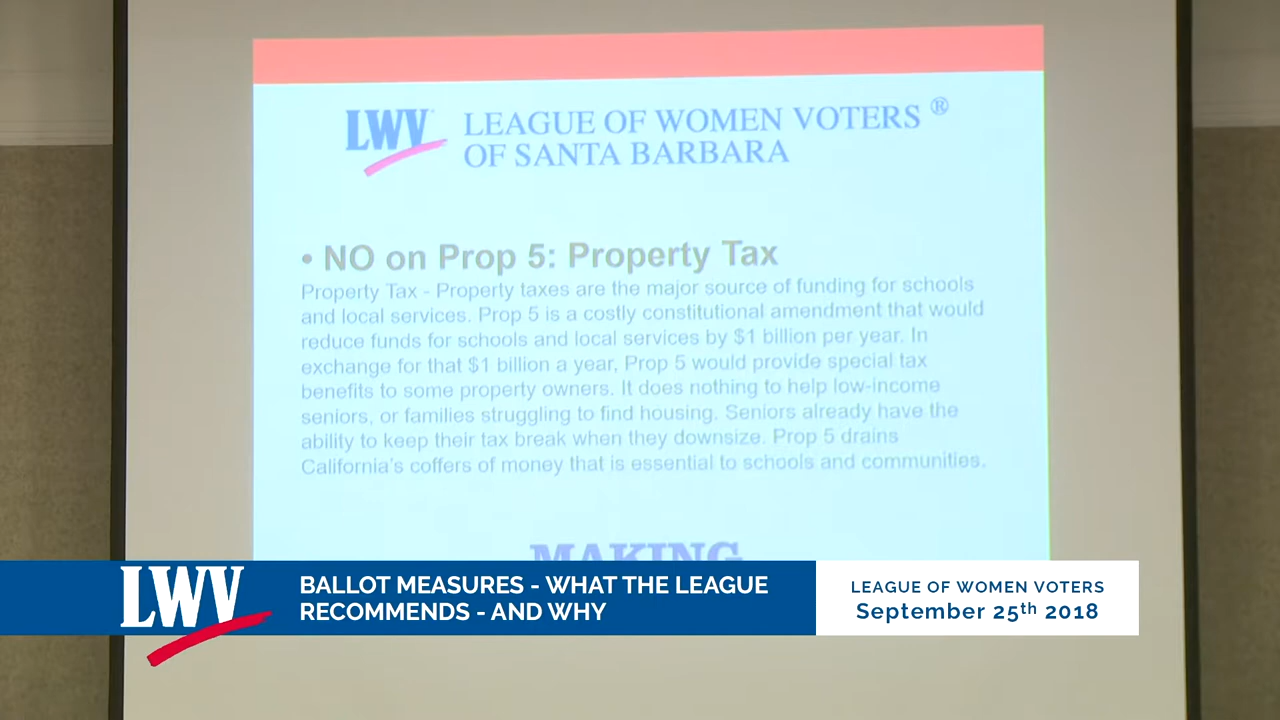 LWV
LEAGUE OF WOMEN VOTERS ®
OF SANTA BARBARA
• NO on Prop 5: Property Tax
Property Tax - Property taxes are the major source of funding for schools
and local services. Prop 5 is a costly constitutional amendment that would
reduce funds for schools and local services by $1 billion per year. In
exchange for that $1 billion a year, Prop 5 would provide special tax
benefits to some property owners. It does nothing to help low-income
seniors, or families struggling to find housing. Seniors already have the
ability to keep their tax break when they downsize. Prop 5 drains
California's coffers of money that is essential to schools and communities.
MAKING
LWV
BALLOT MEASURES - WHAT THE LEAGUE
RECOMMENDS - AND WHY
LEAGUE OF WOMEN VOTERS
September 25th 2018